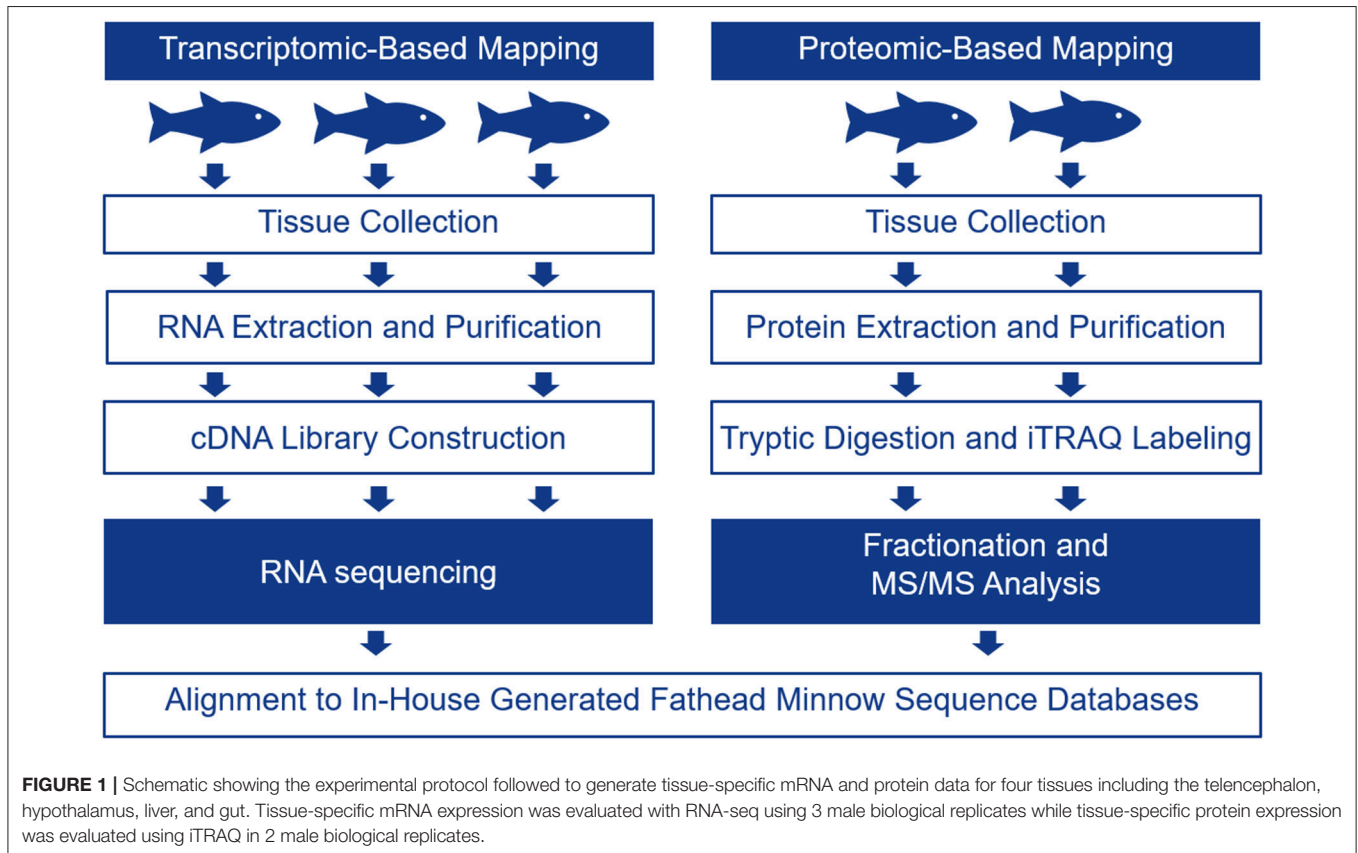 Transcriptomic-Based Mapping
Proteomic-Based Mapping
Tissue Collection
Tissue Collection
RNA Extraction and Purification
Protein Extraction and Purification
cDNA Library Construction
Tryptic Digestion and iTRAQ Labeling
RNA sequencing
Fractionation and
MS/MS Analysis
Alignment to In-House Generated Fathead Minnow Sequence Databases
FIGURE 1 | Schematic showing the experimental protocol followed to generate tissue-specific mRNA and protein data for four tissues including the telencephalon,
hypothalamus, liver, and gut. Tissue-specific mRNA expression was evaluated with RNA-seq using 3 male biological replicates while tissue-specific protein expression
was evaluated using iTRAQ in 2 male biological replicates.